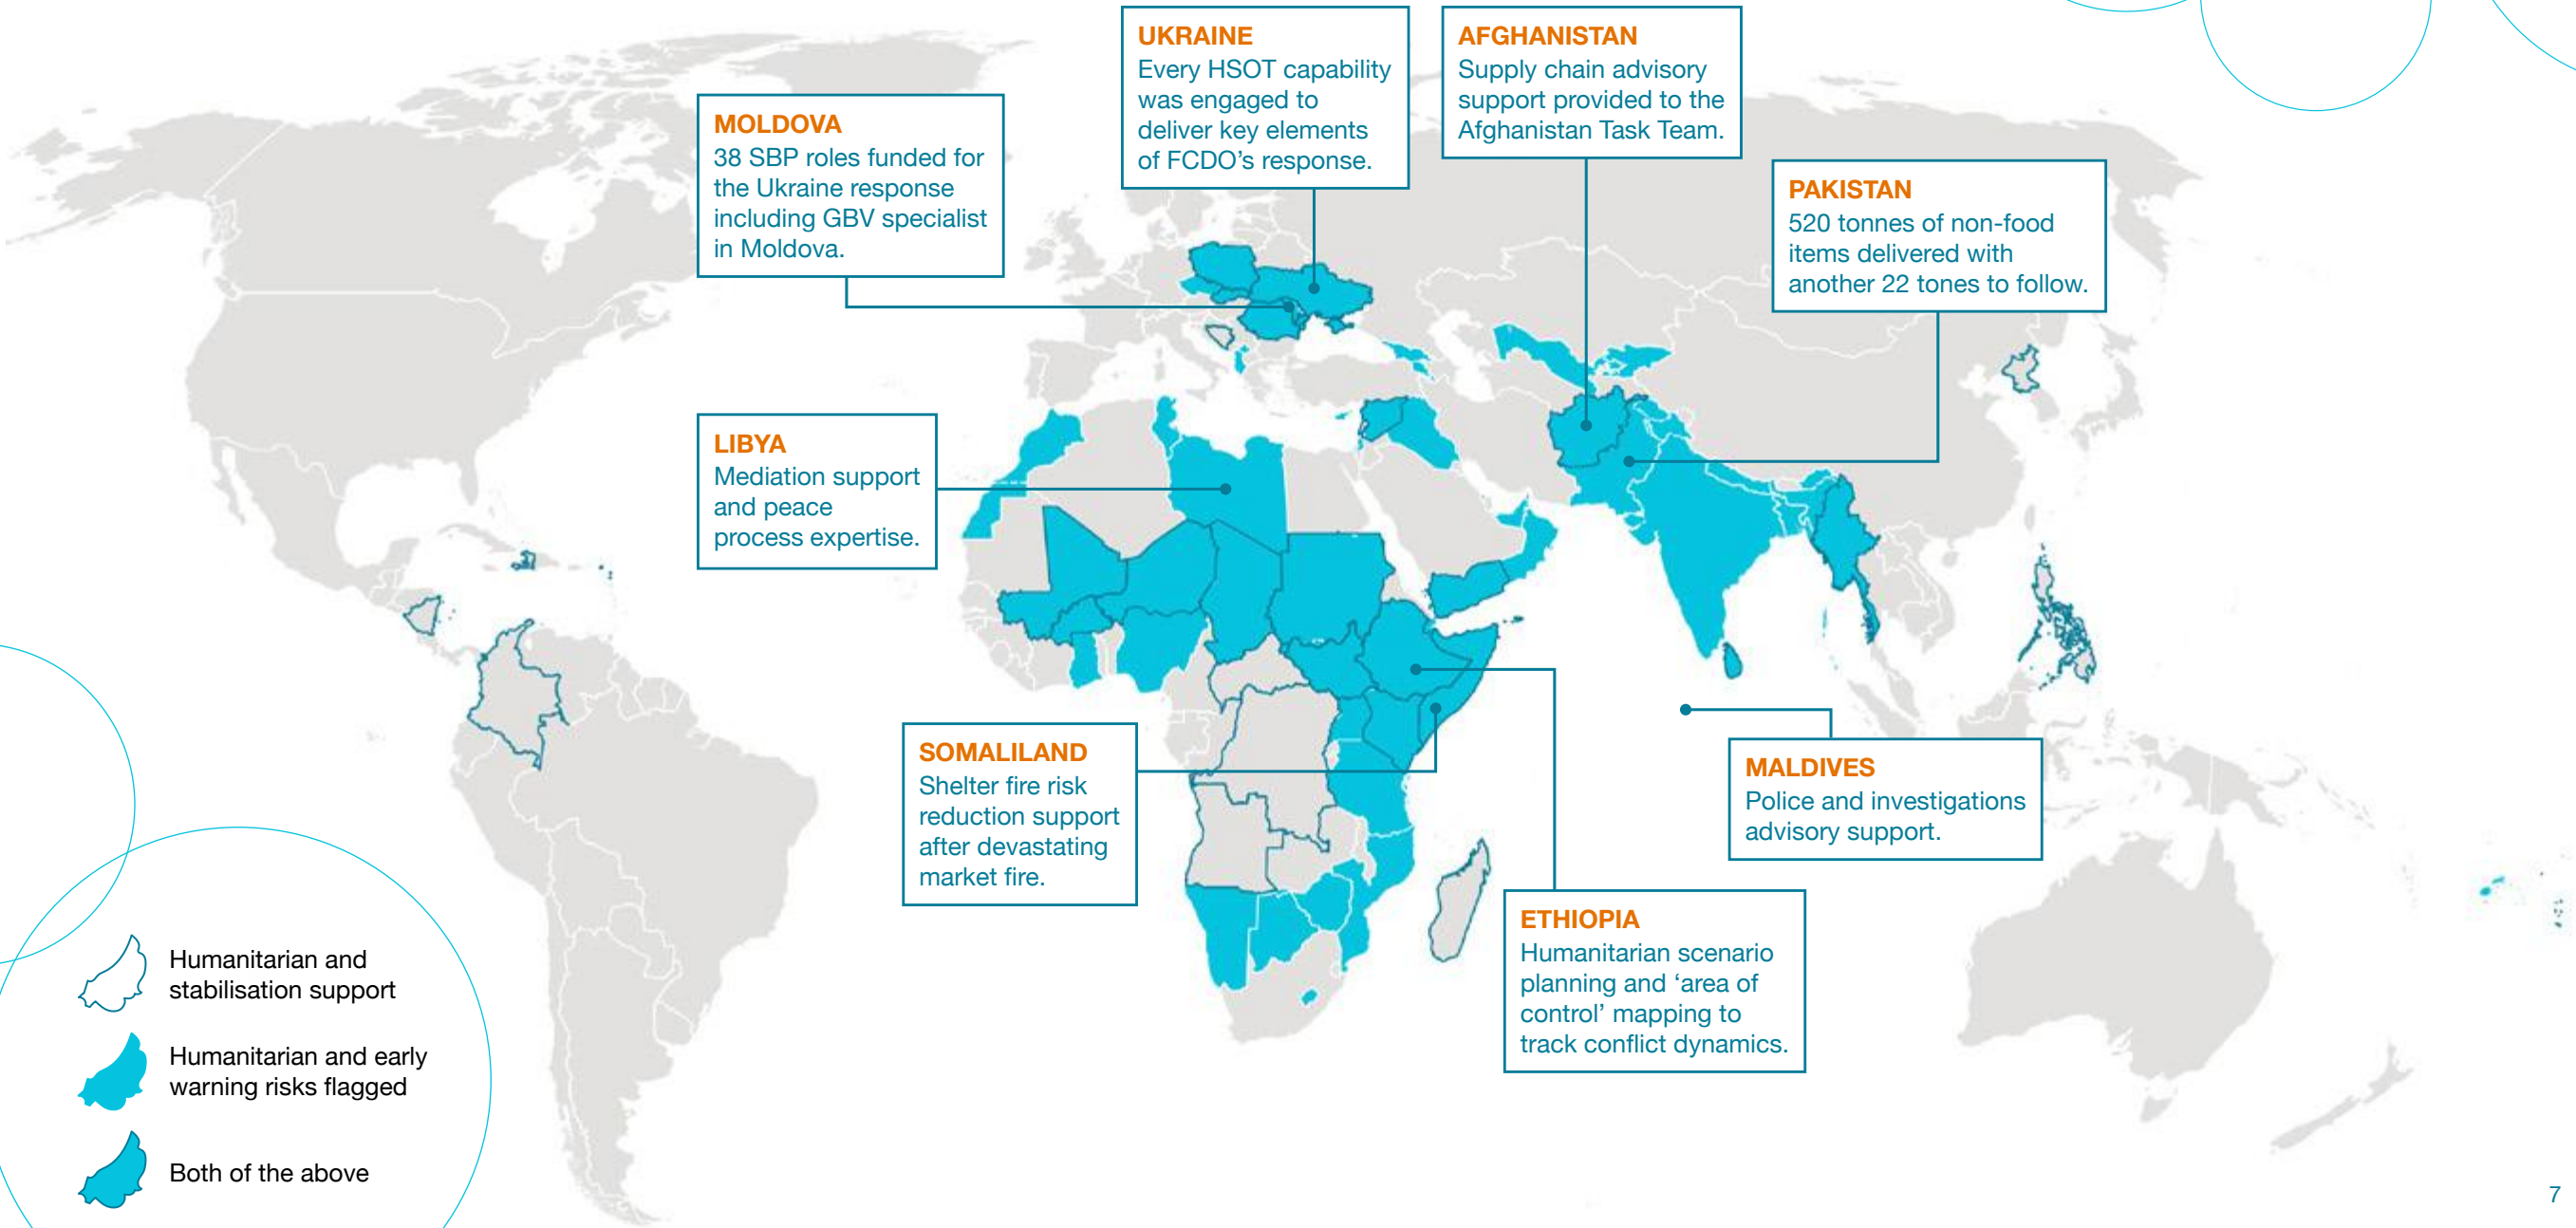 UKRAINE
Every HSOT capability
was engaged to
deliver key elements
of FCDO’s response.
AFGHANISTAN
Supply chain advisory
support provided to the
Afghanistan Task Team.
MOLDOVA
38 SBP roles funded for
the Ukraine response
including GBV specialist
in Moldova.
PAKISTAN
520 tonnes of non-food
items delivered with
another 22 tones to follow.
LIBYA
Mediation support
and peace
process expertise.
SOMALILAND
Shelter fire risk
reduction support
after devastating
market fire.
MALDIVES
Police and investigations
advisory support.
ETHIOPIA
Humanitarian scenario
planning and ‘area of
control’ mapping to
track conflict dynamics.
Humanitarian and
stabilisation support
Humanitarian and early
warning risks flagged
Both of the above
7